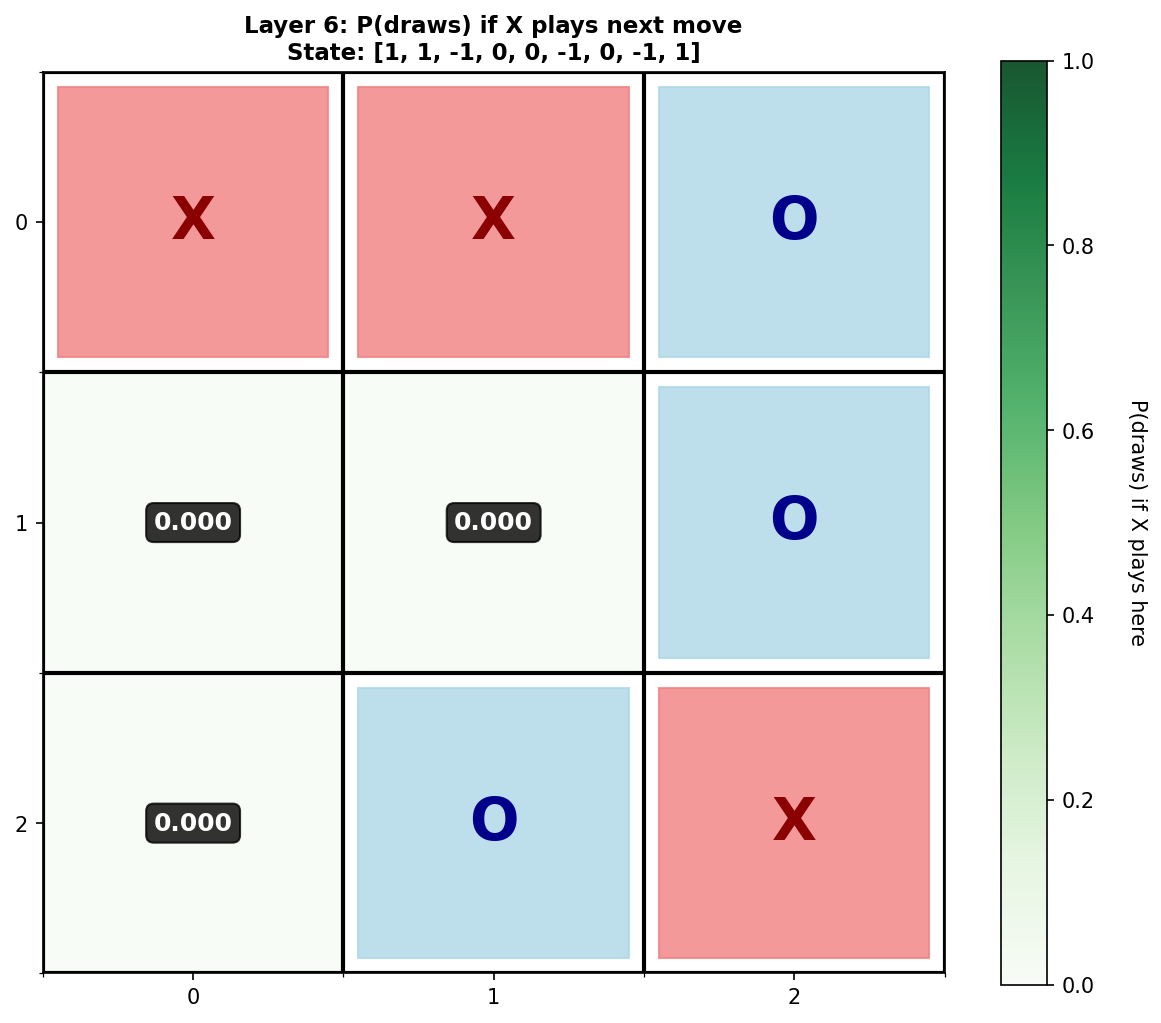 Layer 6: P(draws) if X plays next move
State: [1, 1, -1, 0, 0, -1, 0, -1, 1]
X X O
0.000 0.000 O
0.000 O X
0
1
2
0 1 2
1.0
0.8
0.6
0.4
0.2
0.0
P(draws) if X plays here